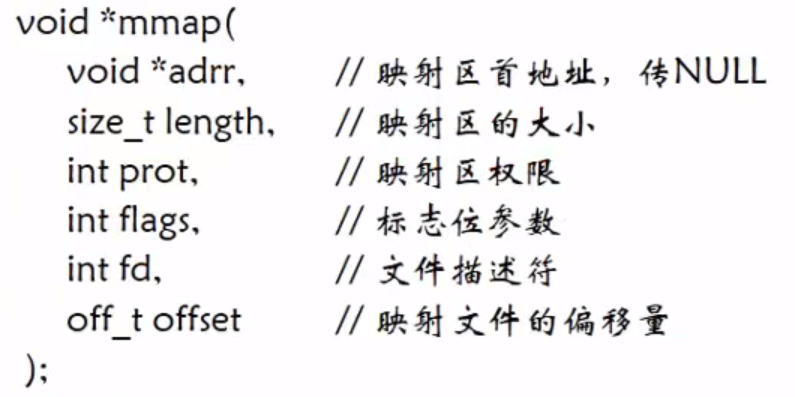 void *mmap(
void *adrr, // 映射区首地址，传NULL
size_t length, // 映射区的大小
int prot, // 映射区权限
int flags, // 标志位参数
int fd, // 文件描述符
off_t offset // 映射文件的偏移量
);